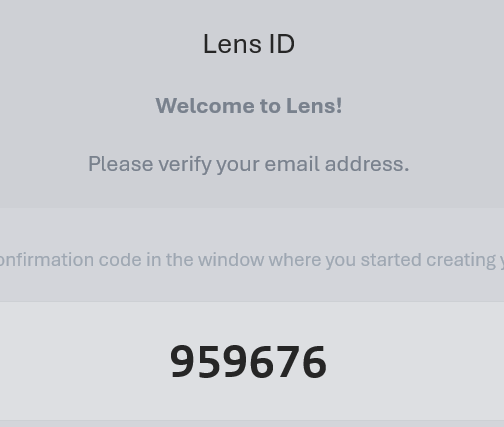 Lens ID
Welcome to Lens!
Please verify your email address.
onfirmation code in the window where you started creating y
959676